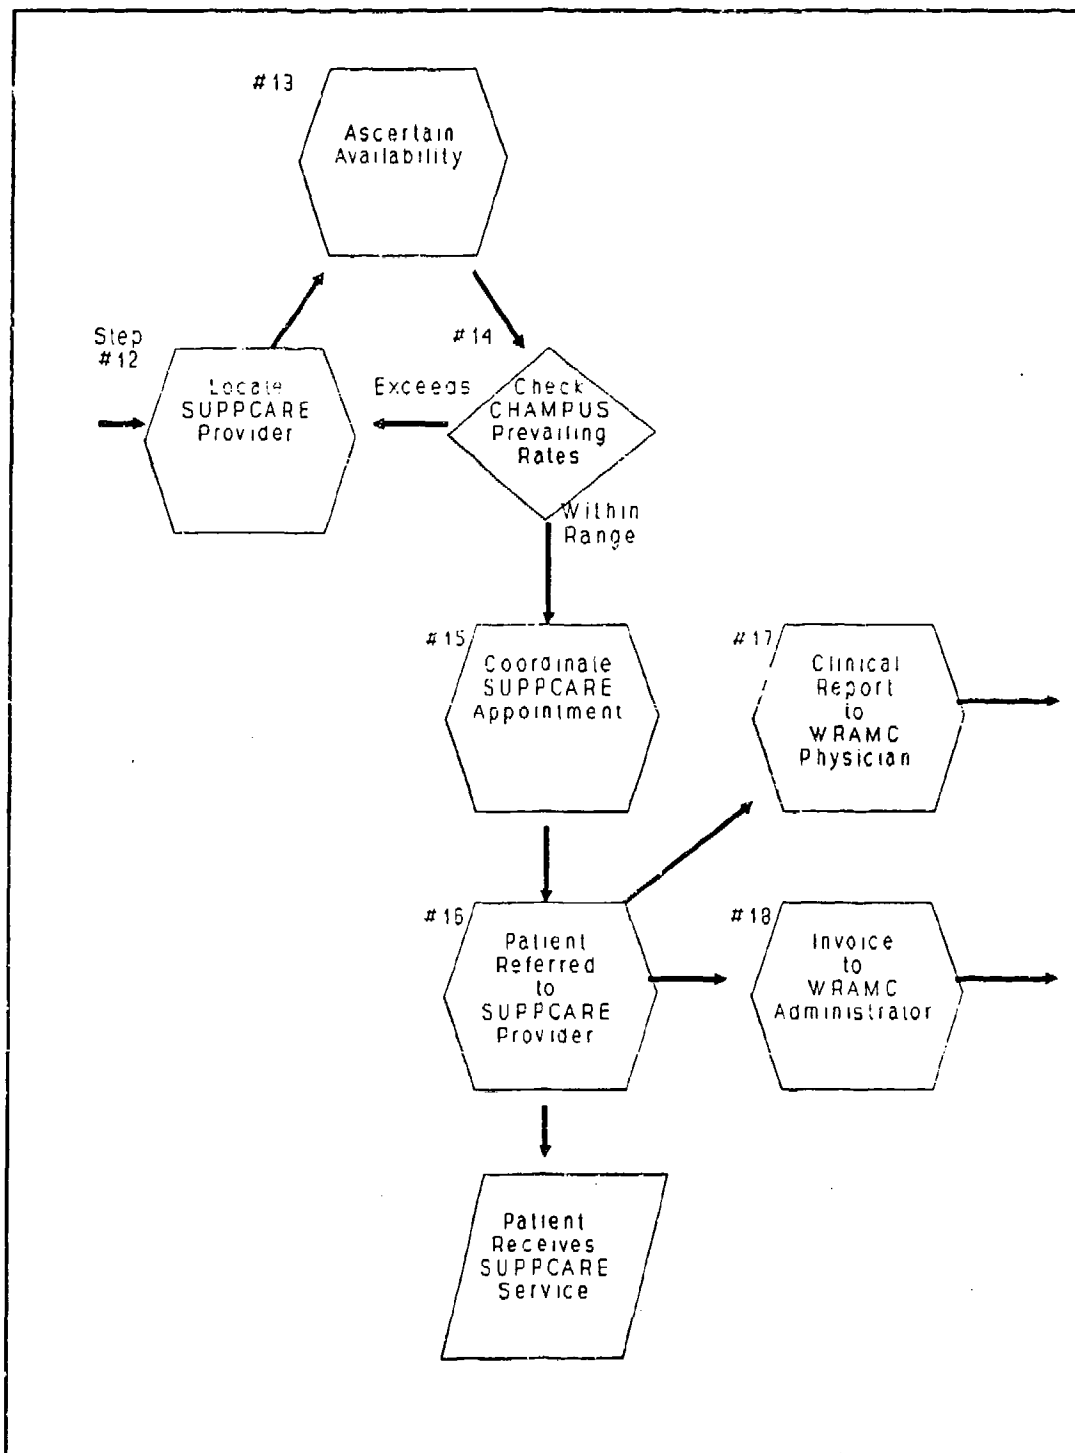 #13
Ascertain
Availability
Step
#12
Locate
SUPPCARE
Provider
#14
Exceeds
Check
CHAMPUS
Prevailing
Rates
Within
Range
#15
Coordinate
SUPPCARE
Appointment
#17
Clinical
Report
to
WRAMC
Physician
#16
Patient
Referred
to
SUPPCARE
Provider
#18
Invoice
to
WRAMC
Administrator
Patient
Receives
SUPPCARE
Service